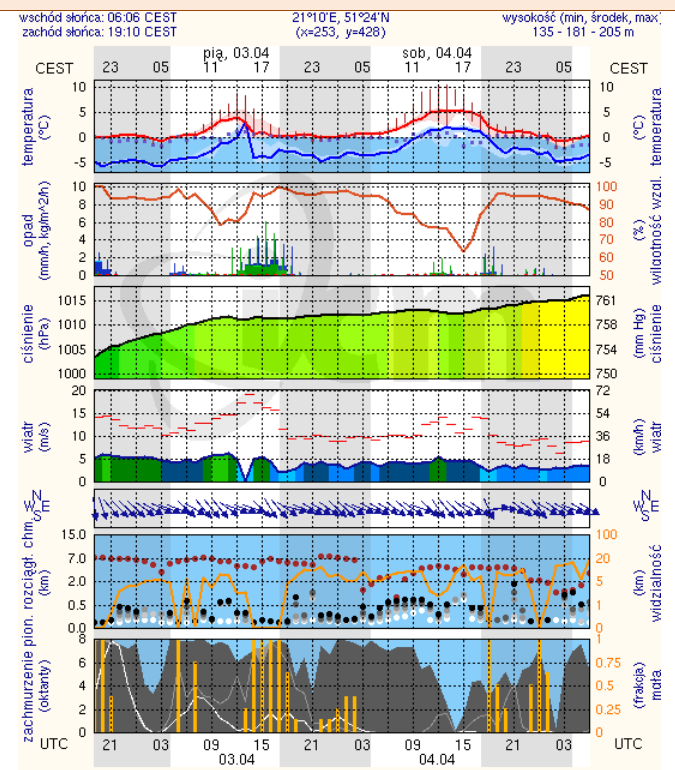 wschód słońca: 06:06 CEST
zachód słońca: 19:10 CEST
21°10'E, 51°24'N
(x=253, y=428)
wysokość (min, środek, max)
135 - 181 - 205 m
pią, 03.04
sob, 04.04
CEST 23 05 11 17 23 05 11 17 23 05 CEST
temperatura
(°C)
10
5
0
-5
10
5
0
-5
temperatura
(°C)
opad
(mm/h, kg/m^2/h)
10
8
6
4
2
0
100
90
80
70
60
50
(%)
wilgotność wzgl.
ciśnienie
(hPa)
1015
1010
1005
1000
761
758
754
750
(mm Hg)
ciśnienie
wiatr
(m/s)
20
15
10
5
0
72
54
36
18
0
(km/h)
wiatr
N
W E
S
N
W E
S
pion. rozciągł. chm
(km)
15.0
7.0
2.0
0.5
0.0
100
20
5
1
0
(km)
widzialność
zachmurzenie
(oktanty)
8
6
4
2
0
1
0.75
0.5
0.25
0
(frakcja)
mgła
UTC 21 03 09 15 21 03 09 15 21 03 UTC
03.04
04.04